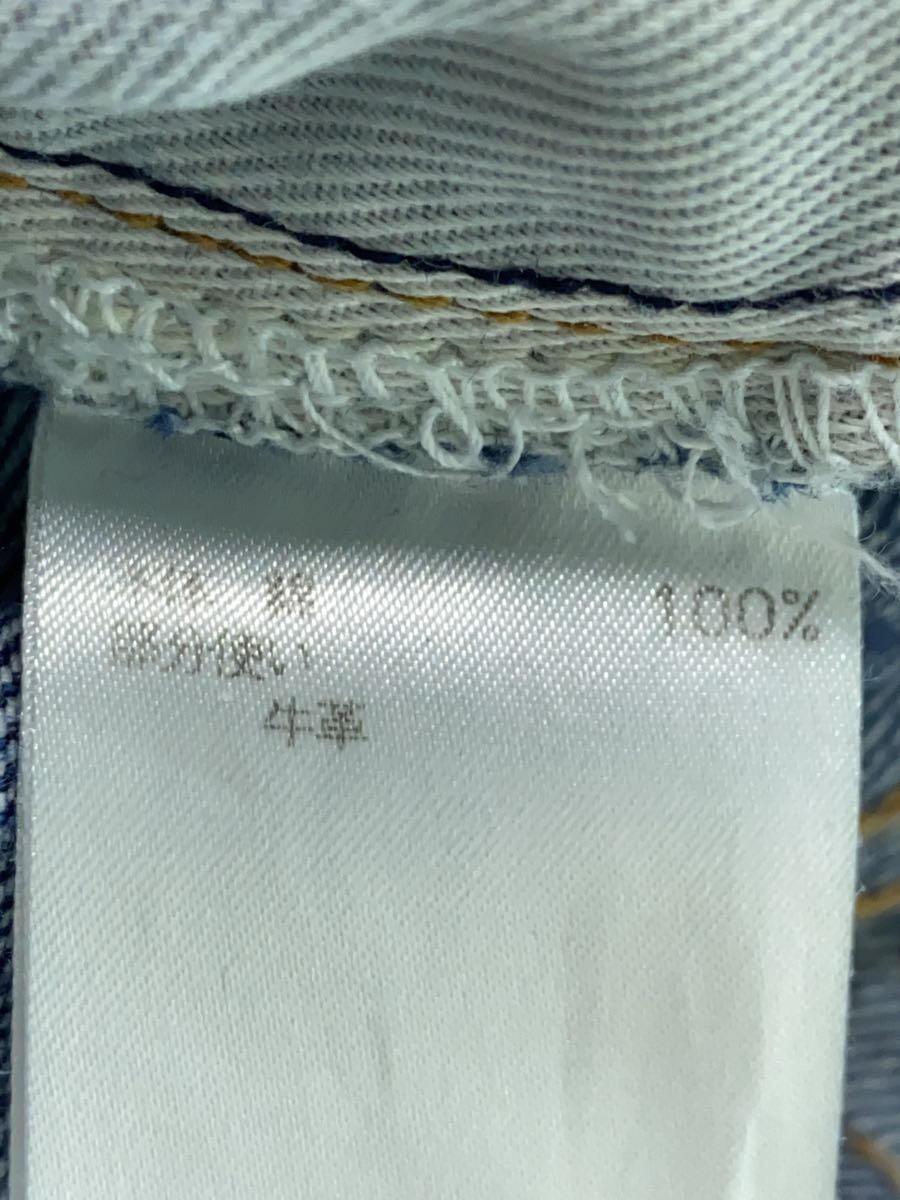 綿 100%
部分使い
牛革